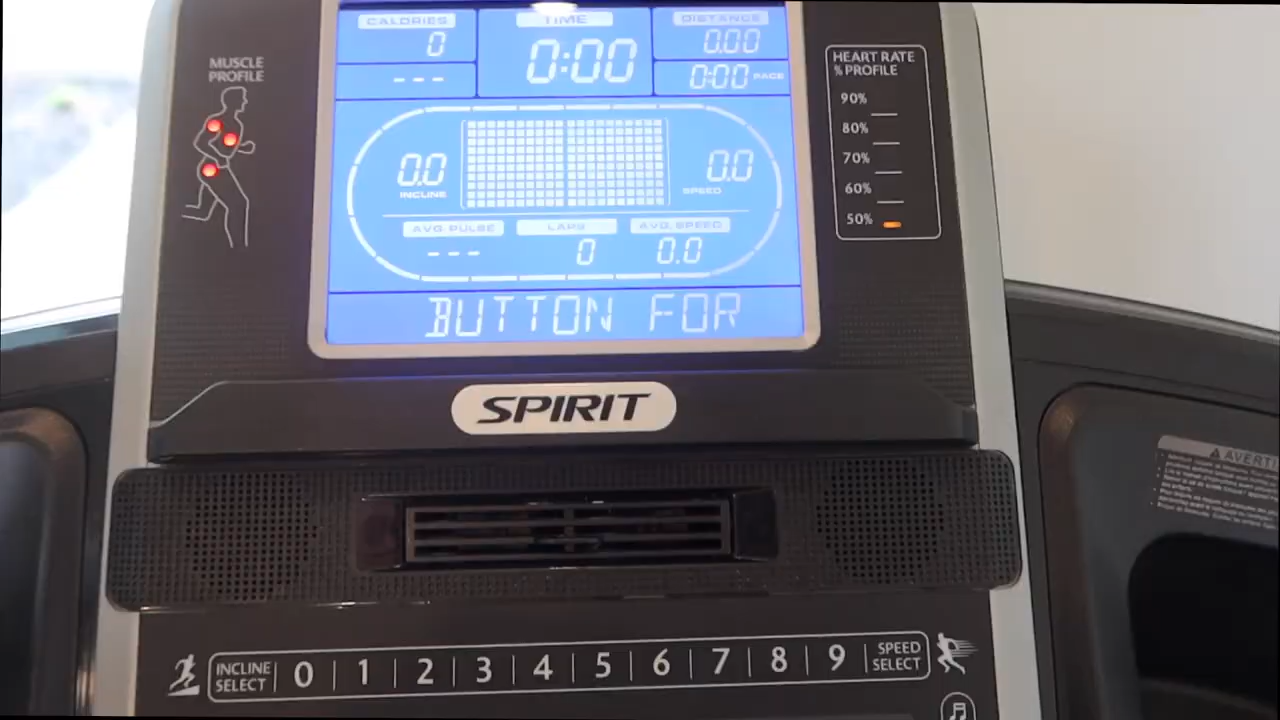 MUSCLE
PROFILE
CALORIES
0
---
TIME
0:00
DISTANCE
0.00
0:00 PACE
HEART RATE
% PROFILE
90%
80%
70%
60%
50%
0.0
INCLINE
0.0
SPEED
AVG PULSE
---
LAPS
0
AVG SPEED
0.0
BUTTON FOR
SPIRIT
INCLINE
SELECT
0 | 1 | 2 | 3 | 4 | 5 | 6 | 7 | 8 | 9
SPEED
SELECT
AVERTI